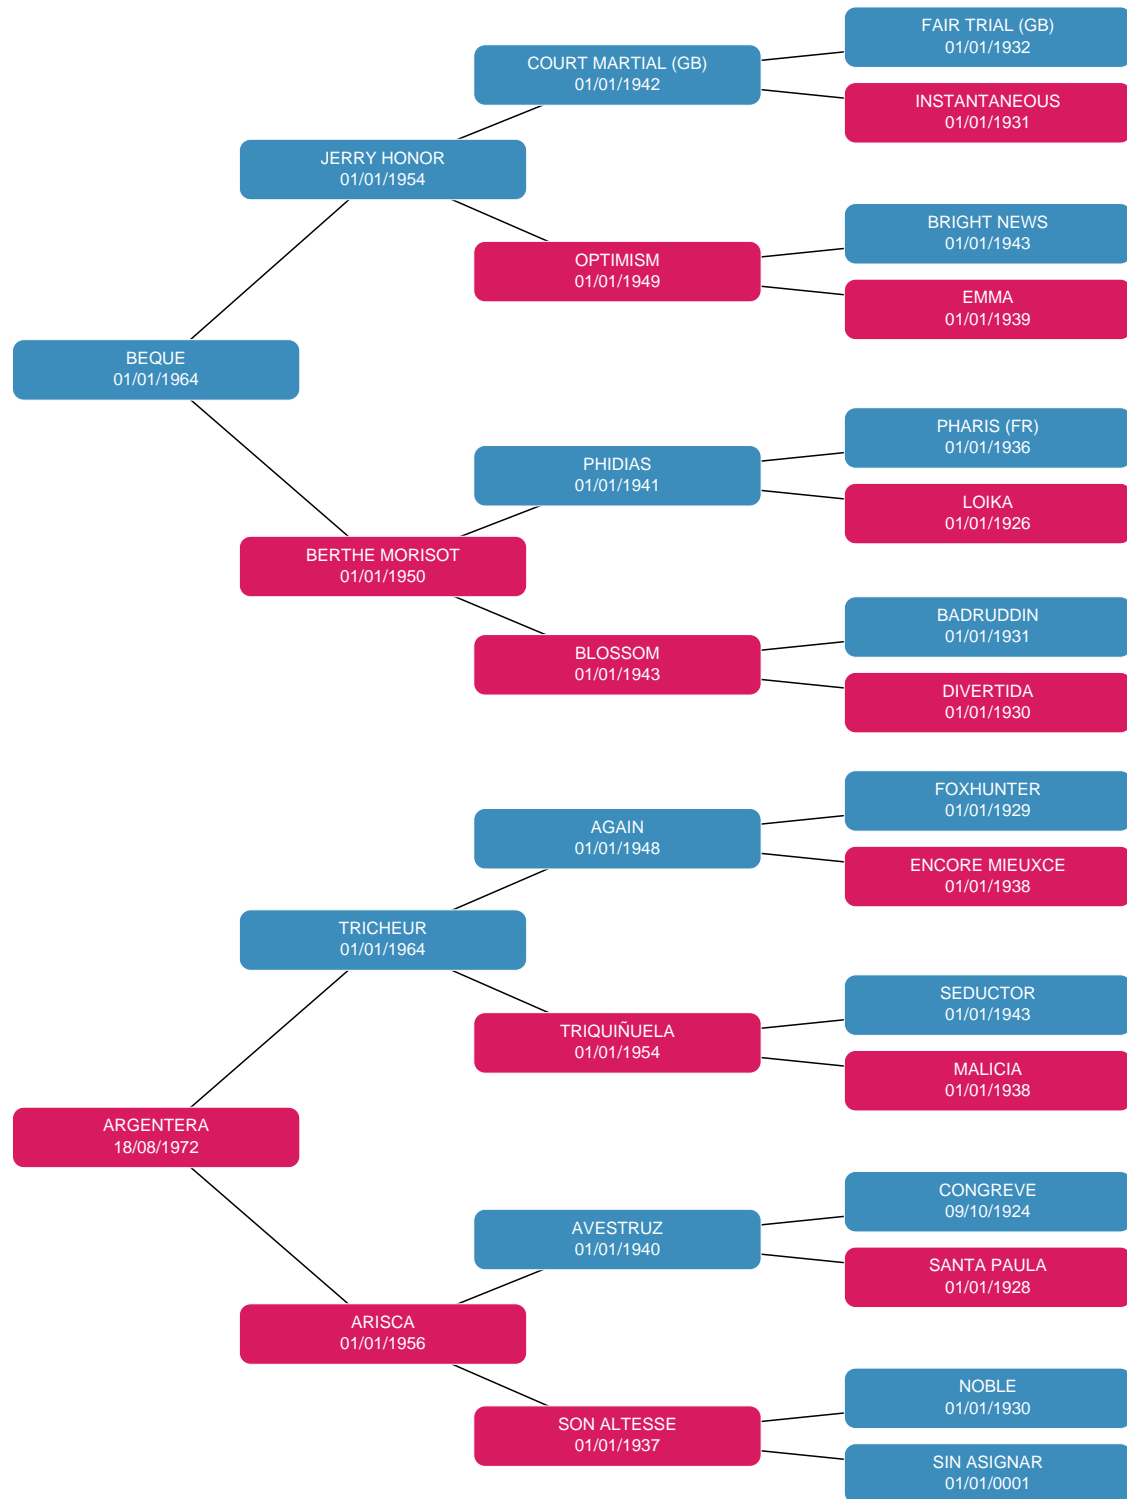 FAIR TRIAL (GB)
01/01/1932
COURT MARTIAL (GB)
01/01/1942
INSTANTANEOUS
01/01/1931
JERRY HONOR
01/01/1954
BRIGHT NEWS
01/01/1943
OPTIMISM
01/01/1949
EMMA
01/01/1939
BEQUE
01/01/1964
PHARIS (FR)
01/01/1936
PHIDIAS
01/01/1941
LOIKA
01/01/1926
BERTHE MORISOT
01/01/1950
BADRUDDIN
01/01/1931
BLOSSOM
01/01/1943
DIVERTIDA
01/01/1930
FOXHUNTER
01/01/1929
AGAIN
01/01/1948
ENCORE MIEUXCE
01/01/1938
TRICHEUR
01/01/1964
SEDUCTOR
01/01/1943
TRIQUIÑUELA
01/01/1954
MALICIA
01/01/1938
ARGENTERA
18/08/1972
CONGREVE
09/10/1924
AVESTRUZ
01/01/1940
SANTA PAULA
01/01/1928
ARISCA
01/01/1956
NOBLE
01/01/1930
SON ALTESSE
01/01/1937
SIN ASIGNAR
01/01/0001